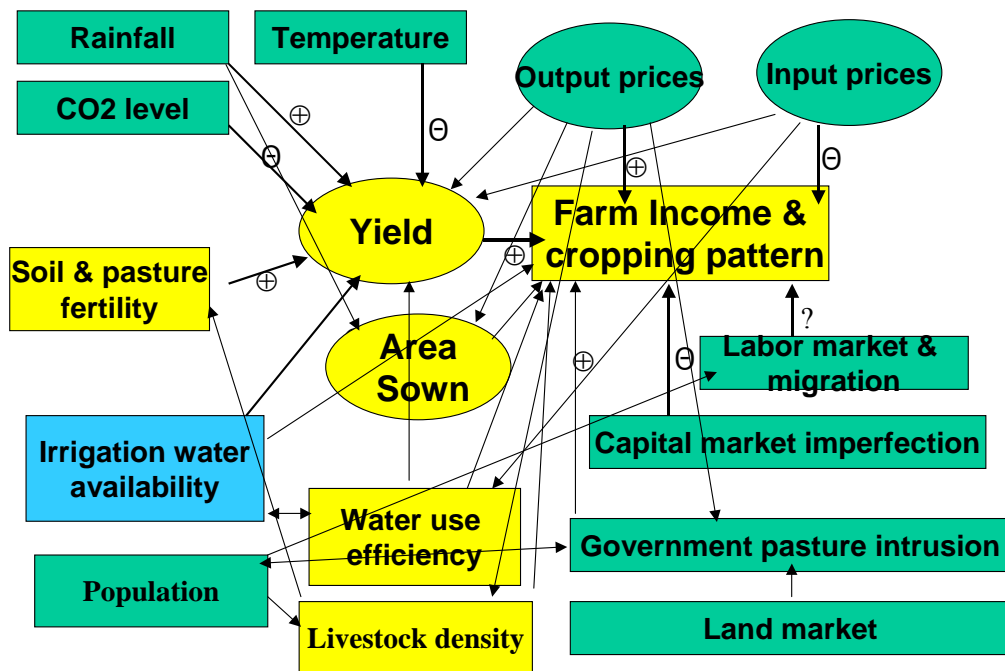 Rainfall
Temperature
Output prices
Input prices
CO2 level
⊕
Θ
Θ
⊕
Θ
Yield
Farm Income &
cropping pattern
⊕
Soil & pasture
fertility
⊕
Area
Sown
⊕
Θ
?
Labor market &
migration
Irrigation water
availability
Capital market imperfection
Water use
efficiency
Government pasture intrusion
Population
Livestock density
Land market